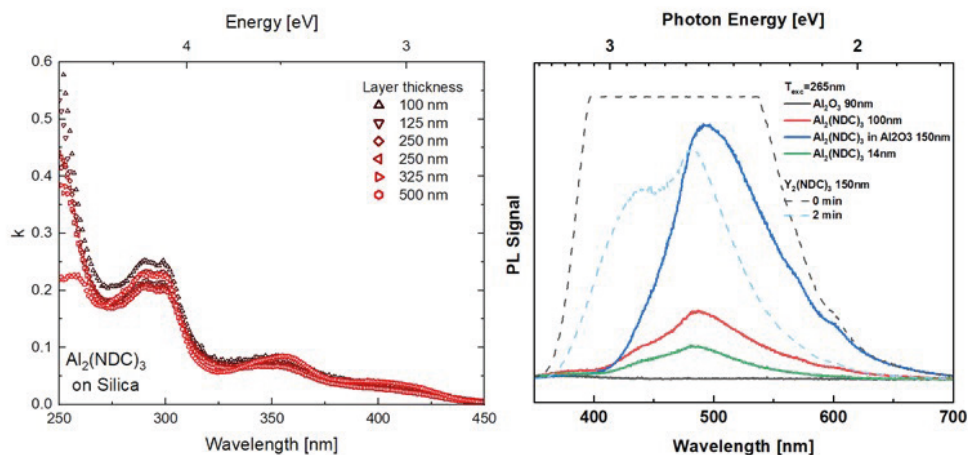 Energy [eV]
4
3
0.6
0.5
0.4
0.3
0.2
0.1
0.0
k
Layer thickness
100 nm
125 nm
250 nm
250 nm
325 nm
500 nm
Al₂(NDC)₃
on Silica
250
300
350
400
450
Wavelength [nm]
Photon Energy [eV]
3
2
PL Signal
T_exc=265nm
Al₂O₃ 90nm
Al₂(NDC)₃ 100nm
Al₂(NDC)₃ in Al2O3 150nm
Al₂(NDC)₃ 14nm
Y₂(NDC)₃ 150nm
0 min
2 min
400
500
600
700
Wavelength [nm]